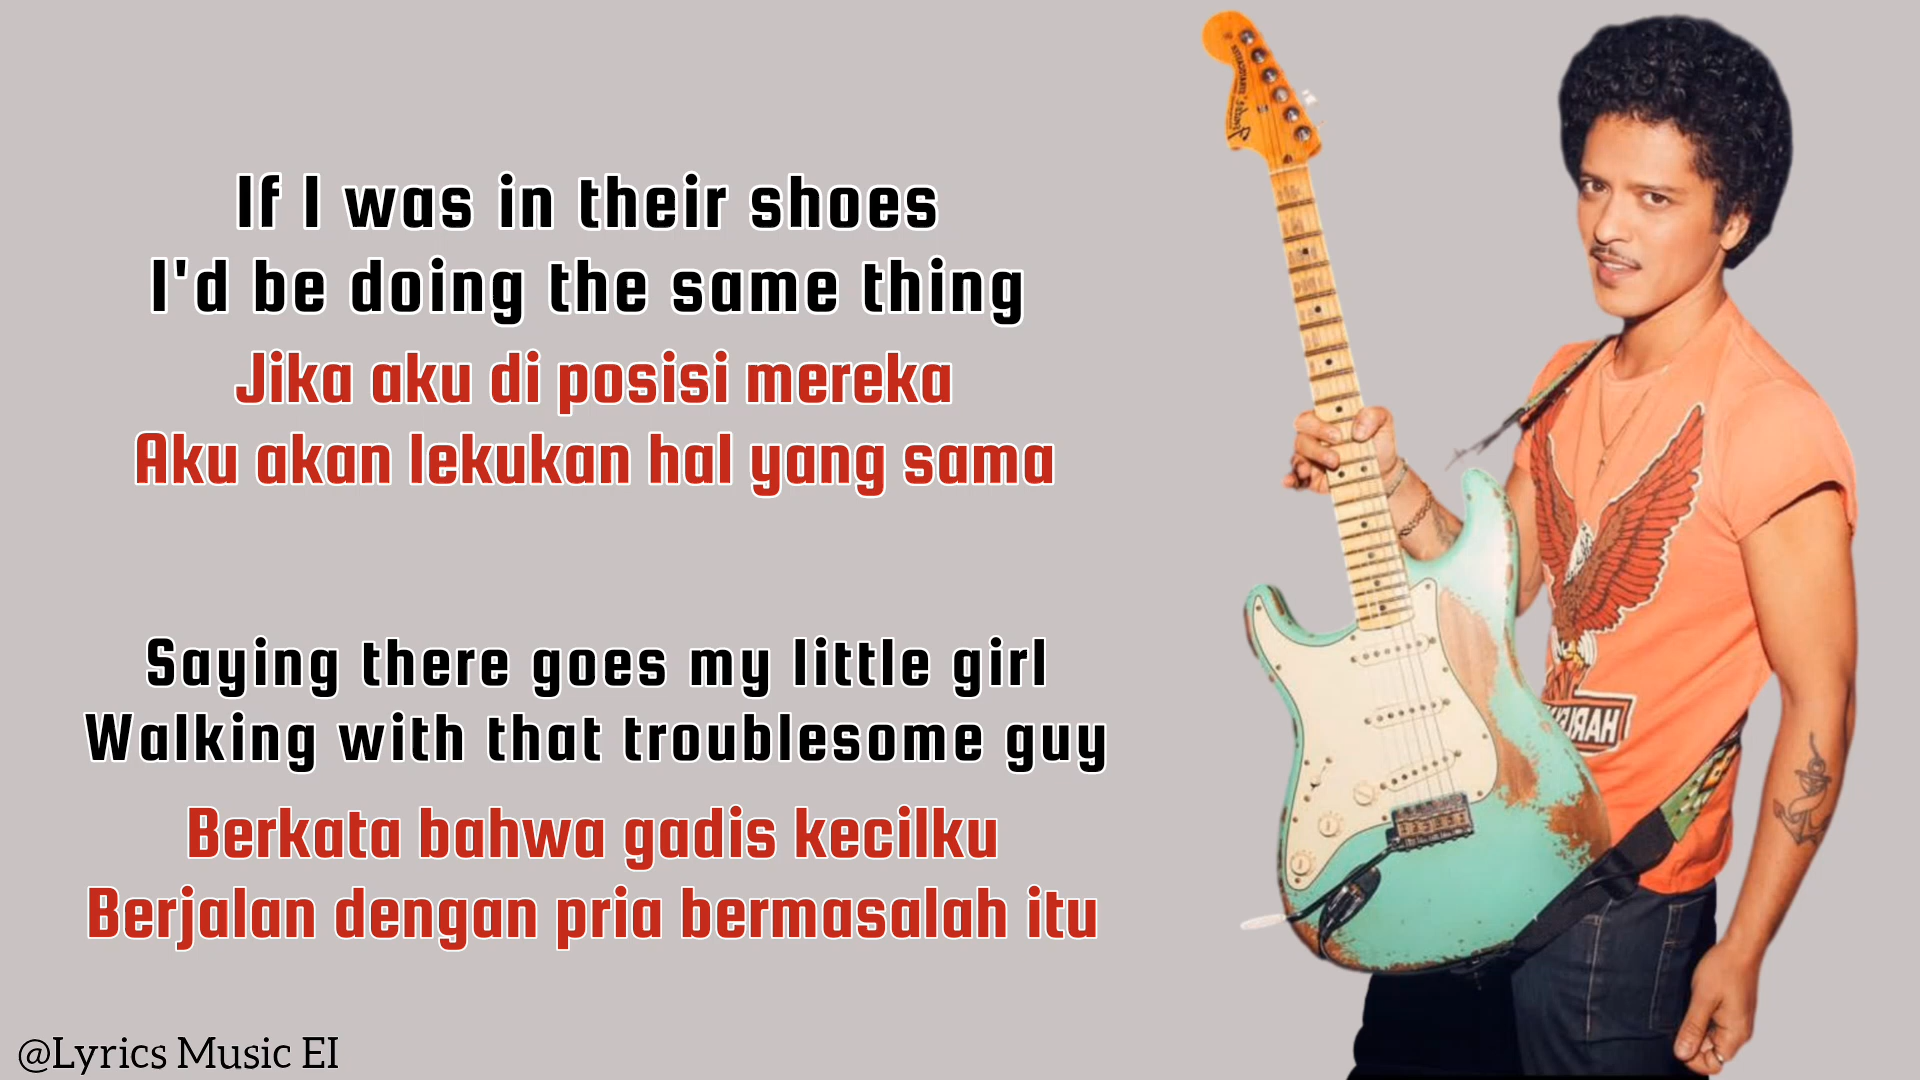 If I was in their shoes
I'd be doing the same thing
Jika aku di posisi mereka
Aku akan lekukan hal yang sama
Saying there goes my little girl
Walking with that troublesome guy
Berkata bahwa gadis kecilku
Berjalan dengan pria bermasalah itu
@Lyrics Music EI
Fender